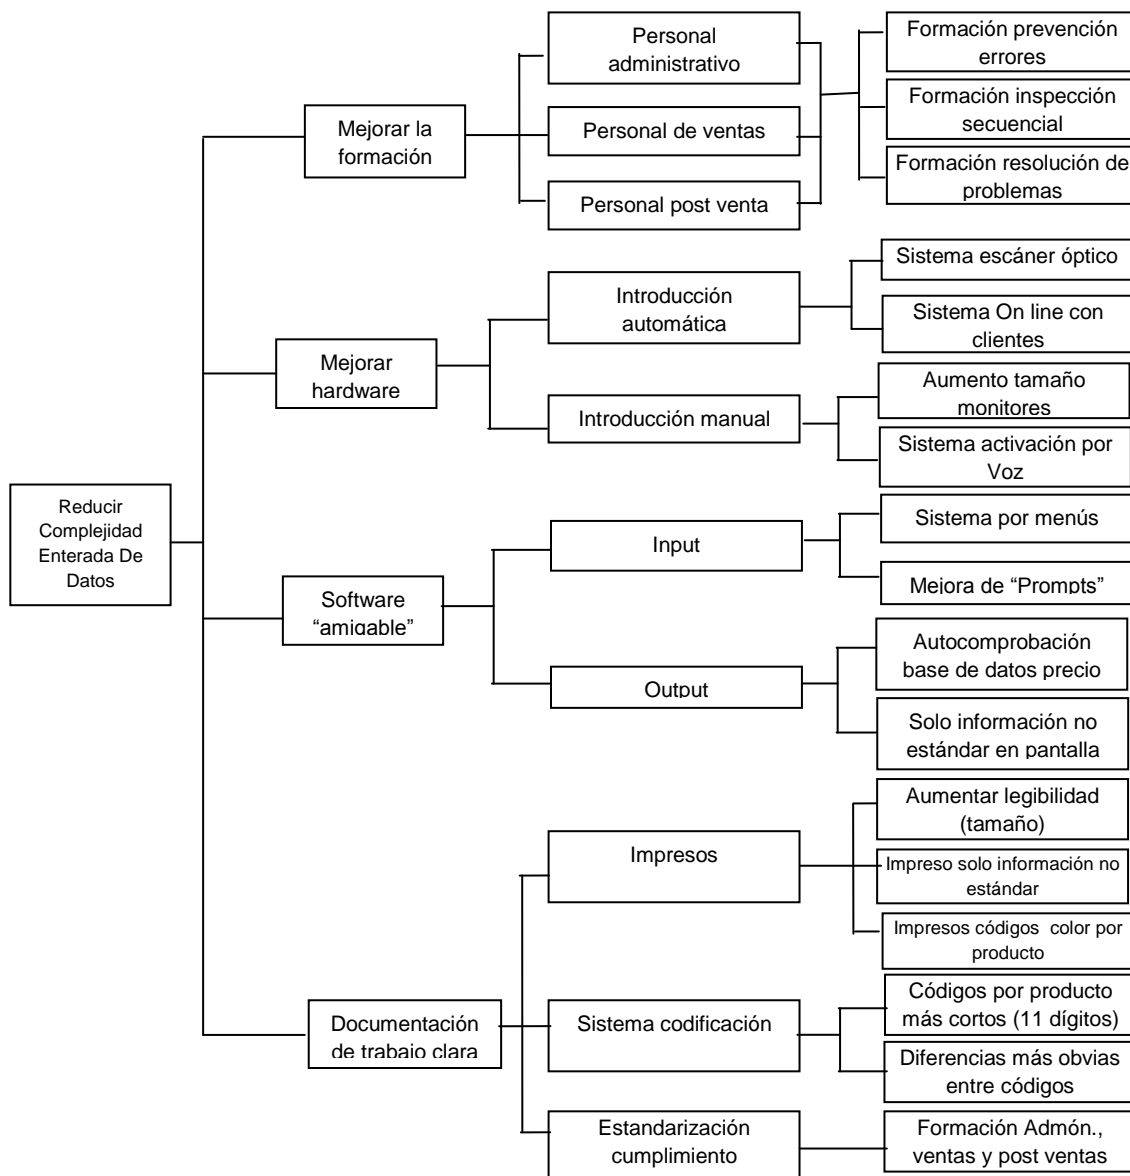 Personal
administrativo
Formación prevención
errores
Formación inspección
secuencial
Mejorar la
formación
Personal de ventas
Formación resolución de
problemas
Personal post venta
Sistema escáner óptico
Introducción
automática
Sistema On line con
clientes
Mejorar
hardware
Aumento tamaño
monitores
Introducción manual
Sistema activación por
Voz
Reducir
Complejidad
Enterada De
Datos
Sistema por menús
Input
Software
“amigable”
Mejora de “Prompts”
Autocomprobación
base de datos precio
Output
Solo información no
estándar en pantalla
Aumentar legibilidad
(tamaño)
Impresos
Impreso solo información no
estándar
Impresos códigos color por
producto
Documentación
de trabajo clara
Sistema codificación
Códigos por producto
más cortos (11 dígitos)
Diferencias más obvias
entre códigos
Estandarización
cumplimiento
Formación Admón.,
ventas y post ventas